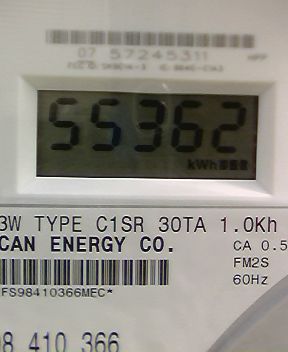 07 57245311
55362
kWh
3W TYPE C1SR 30TA 1.0Kh
CAN ENERGY CO.
CA 0.5
FM2S
60Hz
FS98410366MEC*
98 410 366